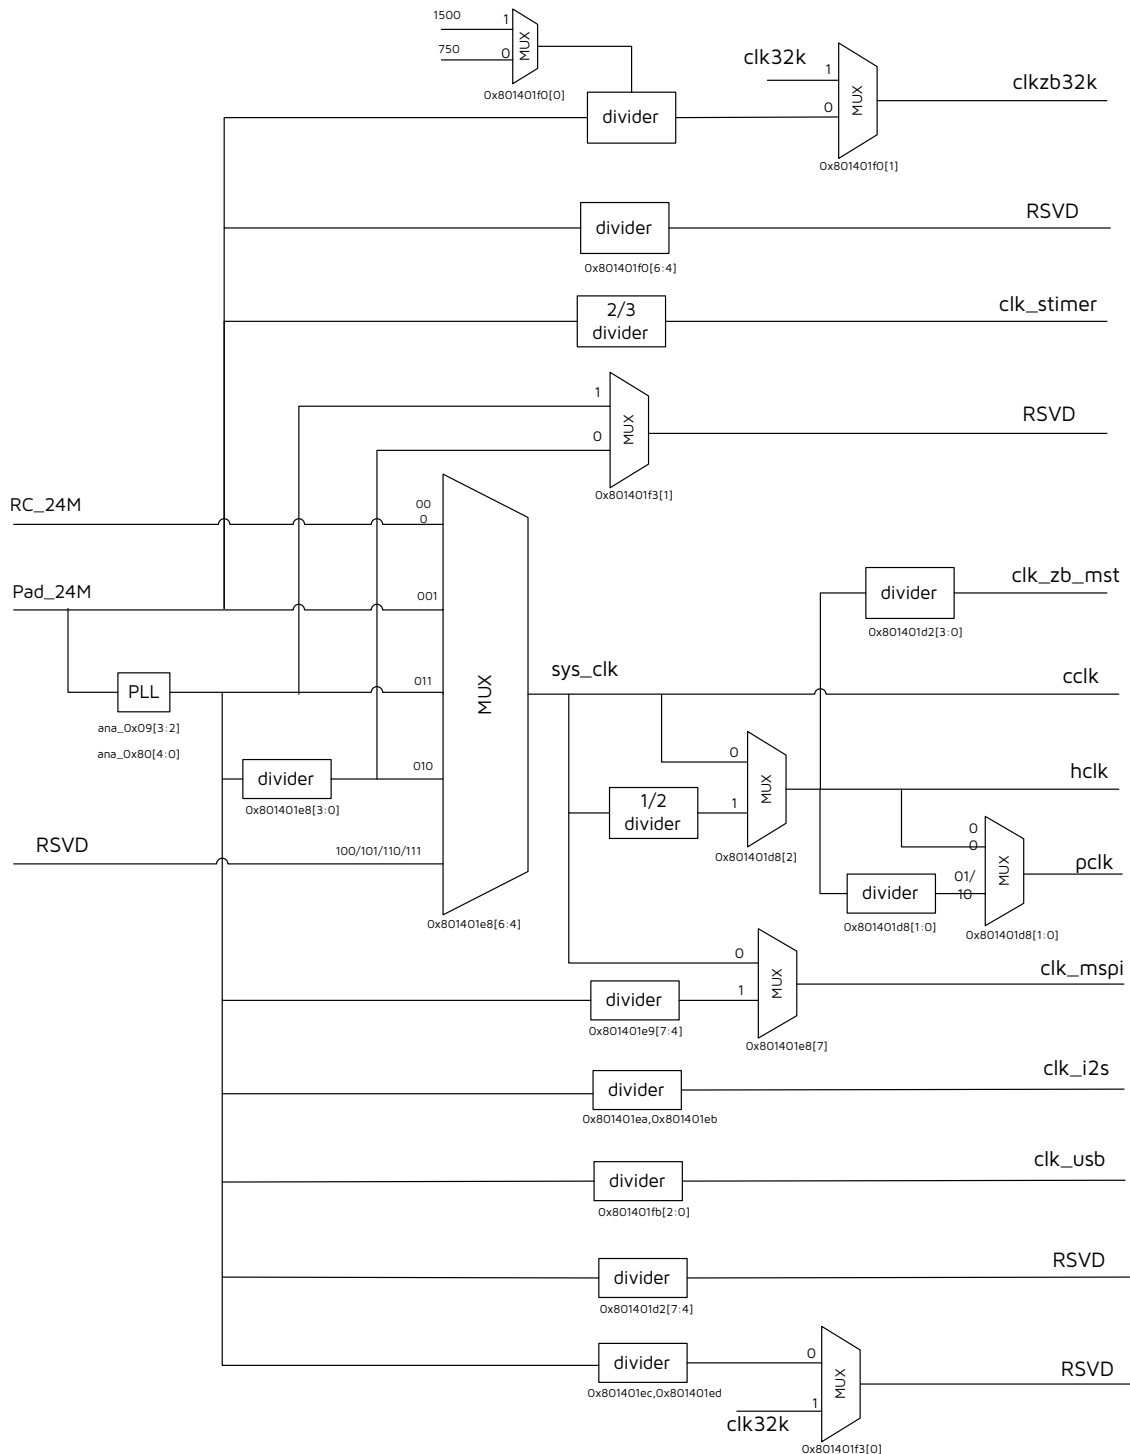 1500
1
750
0
MUX
0x801401f0[0]
clk32k
1
0
MUX
clkzb32k
divider
0x801401f0[1]
divider
RSVD
0x801401f0[6:4]
2/3
divider
clk_stimer
1
0
MUX
RSVD
0x801401f3[1]
RC_24M
00
0
Pad_24M
001
divider
clk_zb_mst
0x801401d2[3:0]
PLL
ana_0x09[3:2]
ana_0x80[4:0]
011
MUX
sys_clk
cclk
divider
0x801401e8[3:0]
010
0
1
MUX
hclk
1/2
divider
0x801401d8[2]
RSVD
100/101/110/111
0x801401e8[6:4]
0
0
01/
10
MUX
pclk
divider
0x801401d8[1:0]
0x801401d8[1:0]
0
1
MUX
clk_mspi
divider
0x801401e9[7:4]
0x801401e8[7]
divider
clk_i2s
0x801401ea,0x801401eb
divider
clk_usb
0x801401fb[2:0]
divider
RSVD
0x801401d2[7:4]
divider
0x801401ec,0x801401ed
0
1
MUX
RSVD
clk32k
0x801401f3[0]